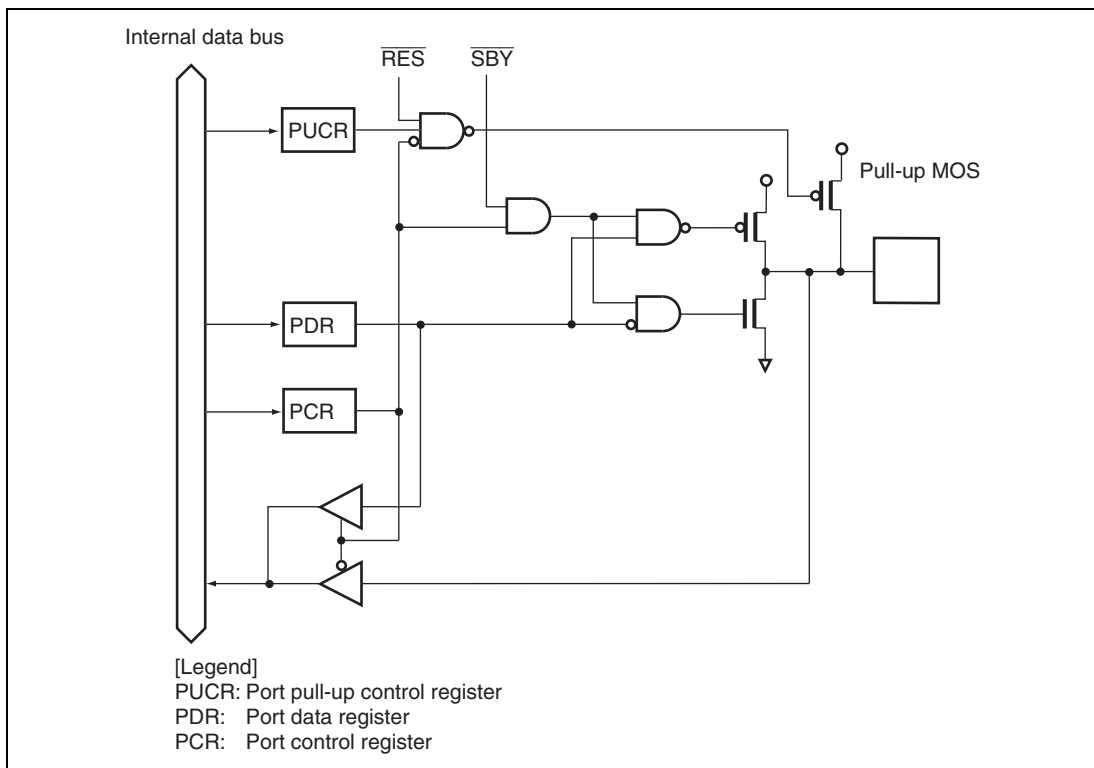 Internal data bus
RES
SBY
PUCR
Pull-up MOS
PDR
PCR
[Legend]
PUCR: Port pull-up control register
PDR: Port data register
PCR: Port control register